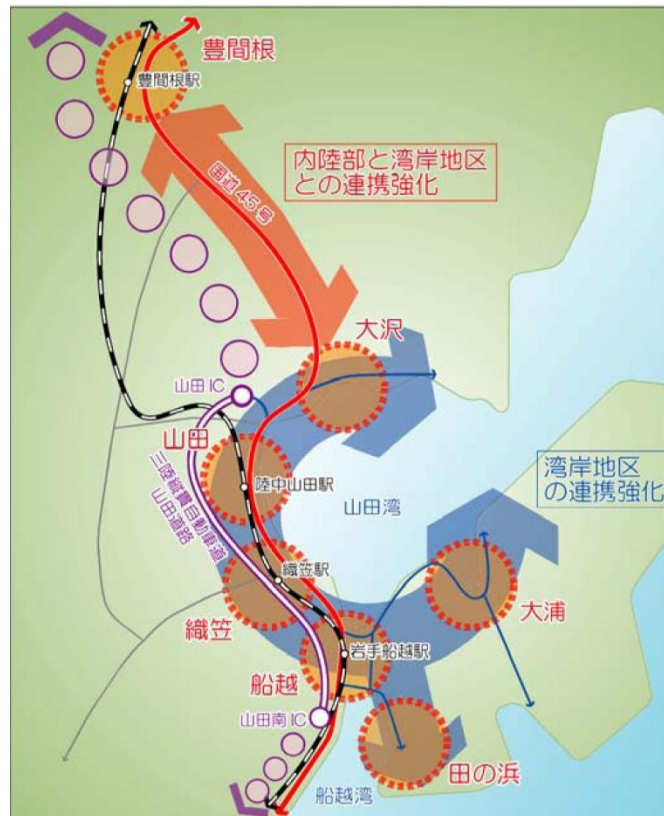 豊間根
豊間根駅
内陸部と湾岸地区
との連携強化
国道45号
大沢
山田IC
山田
湾岸地区
の連携強化
陸中山田駅
山田湾
三陸縦貫自動車道
山田道路
織笠駅
大浦
織笠
岩手船越駅
船越
山田南IC
田の浜
船越湾